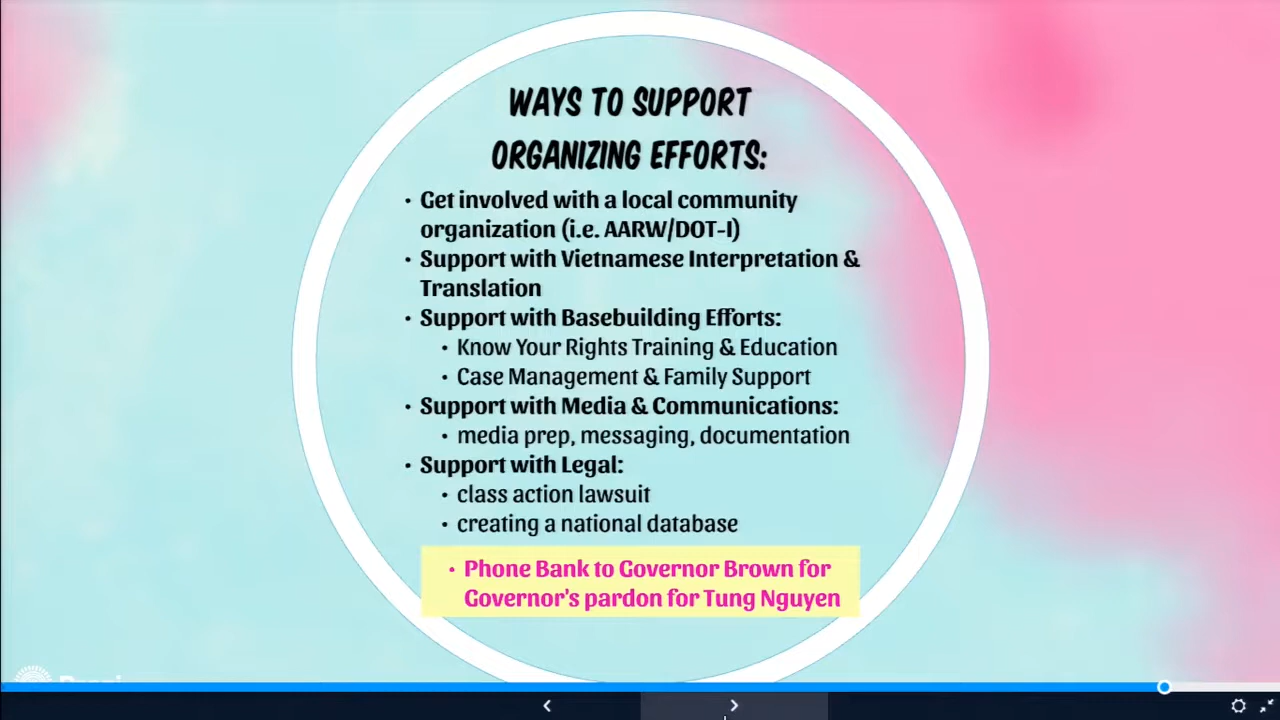 WAYS TO SUPPORT
ORGANIZING EFFORTS:
• Get involved with a local community
organization (i.e. AARW/DOT-I)
• Support with Vietnamese Interpretation &
Translation
• Support with Basebuilding Efforts:
• Know Your Rights Training & Education
• Case Management & Family Support
• Support with Media & Communications:
• media prep, messaging, documentation
• Support with Legal:
• class action lawsuit
• creating a national database
• Phone Bank to Governor Brown for
Governor's pardon for Tung Nguyen